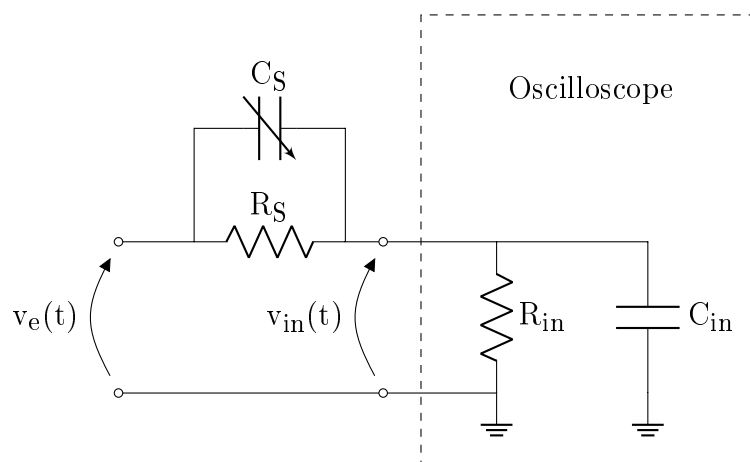 C_S
Oscilloscope
R_S
v_e(t)
v_in(t)
R_in
C_in